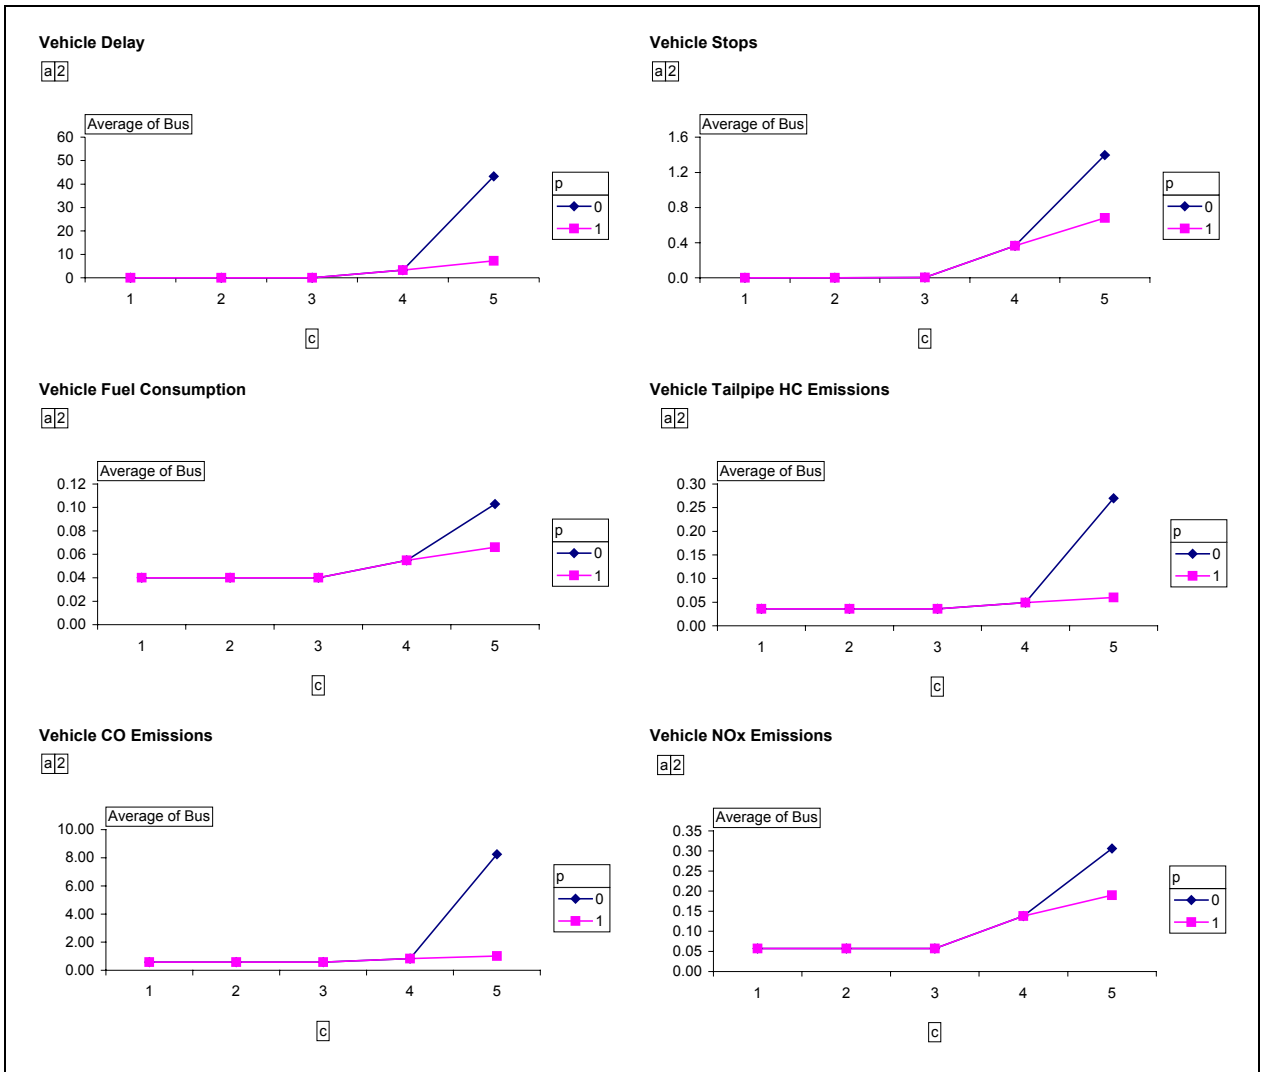 Vehicle Delay
a 2
Average of Bus
60
50
40
30
20
10
0
1 2 3 4 5
c
p
0
1
Vehicle Stops
a 2
Average of Bus
1.6
1.2
0.8
0.4
0.0
1 2 3 4 5
c
p
0
1
Vehicle Fuel Consumption
a 2
Average of Bus
0.12
0.10
0.08
0.06
0.04
0.02
0.00
1 2 3 4 5
c
p
0
1
Vehicle Tailpipe HC Emissions
a 2
Average of Bus
0.30
0.25
0.20
0.15
0.10
0.05
0.00
1 2 3 4 5
c
p
0
1
Vehicle CO Emissions
a 2
Average of Bus
10.00
8.00
6.00
4.00
2.00
0.00
1 2 3 4 5
c
p
0
1
Vehicle NOx Emissions
a 2
Average of Bus
0.35
0.30
0.25
0.20
0.15
0.10
0.05
0.00
1 2 3 4 5
c
p
0
1